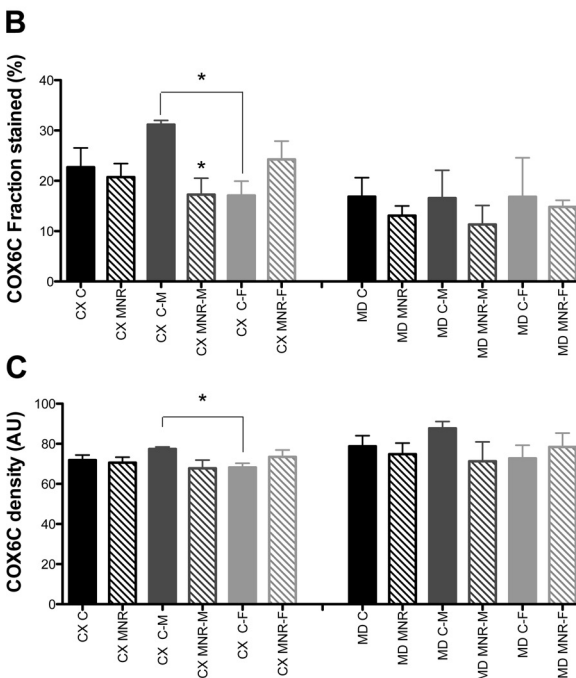 B
COX6C Fraction stained (%)
40
30
20
10
0
*
*
CX C
CX MNR
CX C-M
CX MNR-M
CX C-F
CX MNR-F
MD C
MD MNR
MD C-M
MD MNR-M
MD C-F
MD MNR-F
C
COX6C density (AU)
100
80
60
40
20
0
*
CX C
CX MNR
CX C-M
CX MNR-M
CX C-F
CX MNR-F
MD C
MD MNR
MD C-M
MD MNR-M
MD C-F
MD MNR-F